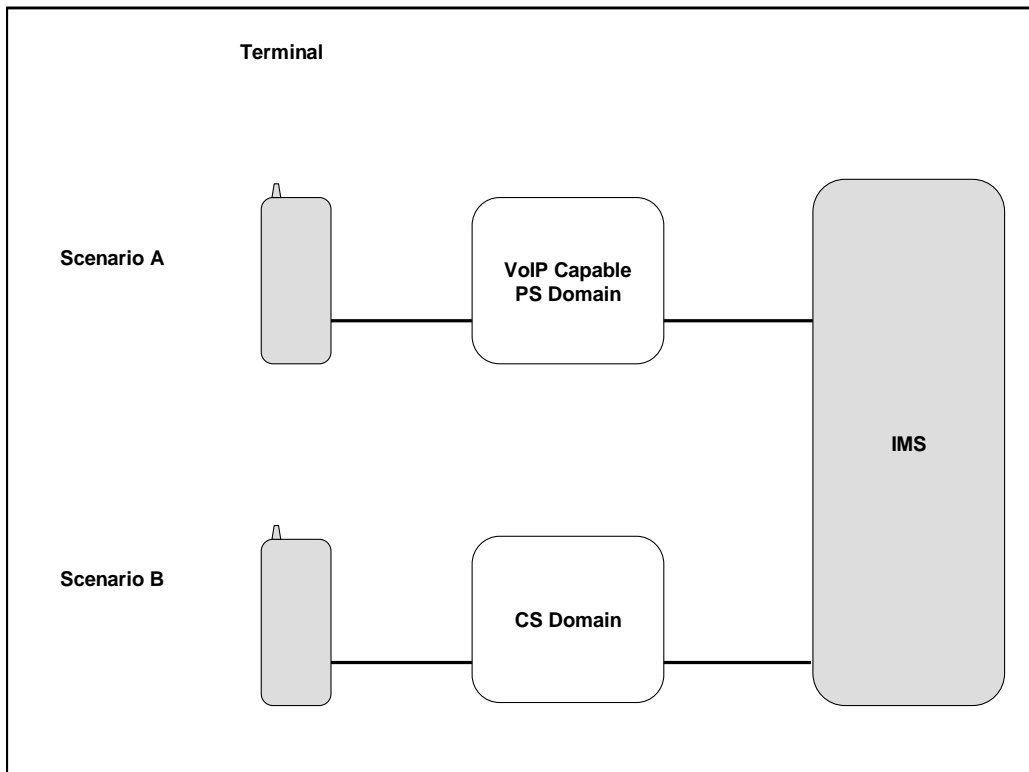 Terminal
Scenario A
VoIP Capable
PS Domain
IMS
Scenario B
CS Domain